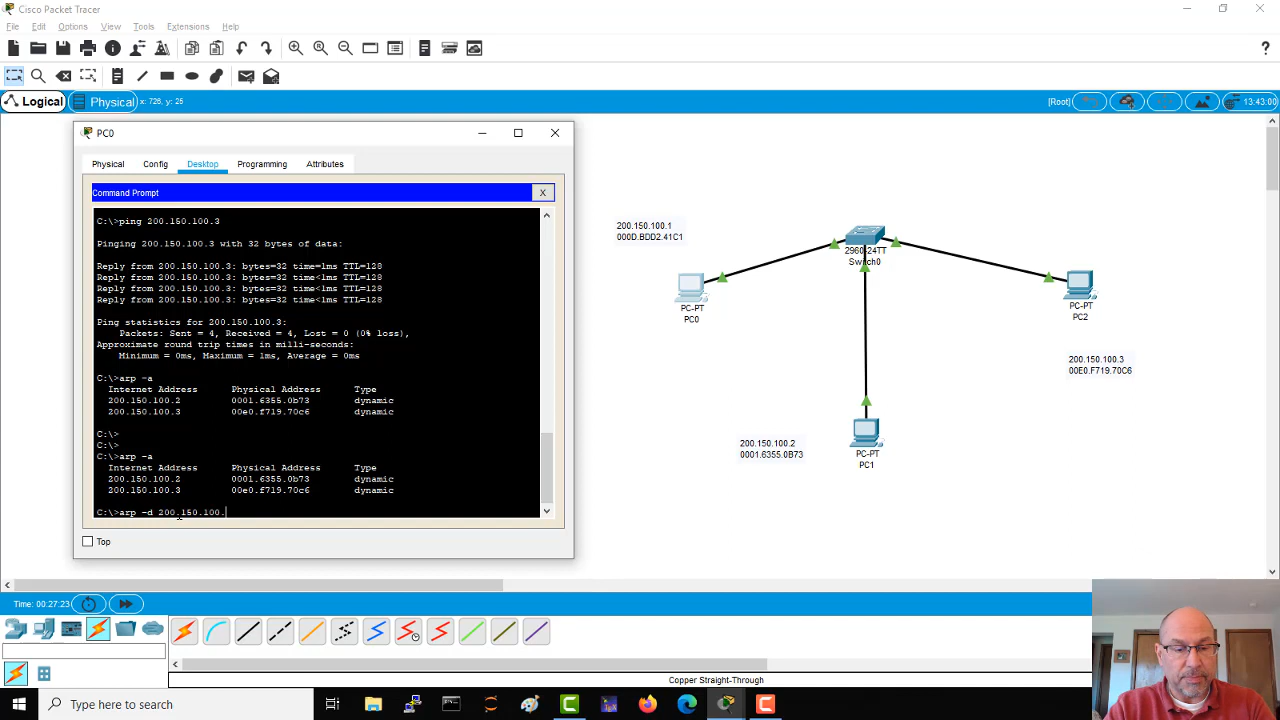 Cisco Packet Tracer
File Edit Options View Tools Extensions Help
Logical Physical x: 726, y: 25 [Root] 13:43:00
PC0
Physical Config Desktop Programming Attributes
Command Prompt X
C:\>ping 200.150.100.3
Pinging 200.150.100.3 with 32 bytes of data:
Reply from 200.150.100.3: bytes=32 time=1ms TTL=128
Reply from 200.150.100.3: bytes=32 time<1ms TTL=128
Reply from 200.150.100.3: bytes=32 time<1ms TTL=128
Reply from 200.150.100.3: bytes=32 time<1ms TTL=128
Ping statistics for 200.150.100.3:
Packets: Sent = 4, Received = 4, Lost = 0 (0% loss),
Approximate round trip times in milli-seconds:
Minimum = 0ms, Maximum = 1ms, Average = 0ms
C:\>arp -a
Internet Address Physical Address Type
200.150.100.2 0001.6355.0b73 dynamic
200.150.100.3 00e0.f719.70c6 dynamic
C:\>
C:\>
C:\>arp -a
Internet Address Physical Address Type
200.150.100.2 0001.6355.0b73 dynamic
200.150.100.3 00e0.f719.70c6 dynamic
C:\>arp -d 200.150.100.
Top
200.150.100.1
000D.BDD2.41C1
PC-PT
PC0
2960-24TT
Switch0
PC-PT
PC2
200.150.100.3
00E0.F719.70C6
200.150.100.2
0001.6355.0B73
PC-PT
PC1
Time: 00:27:23
Copper Straight-Through
Type here to search